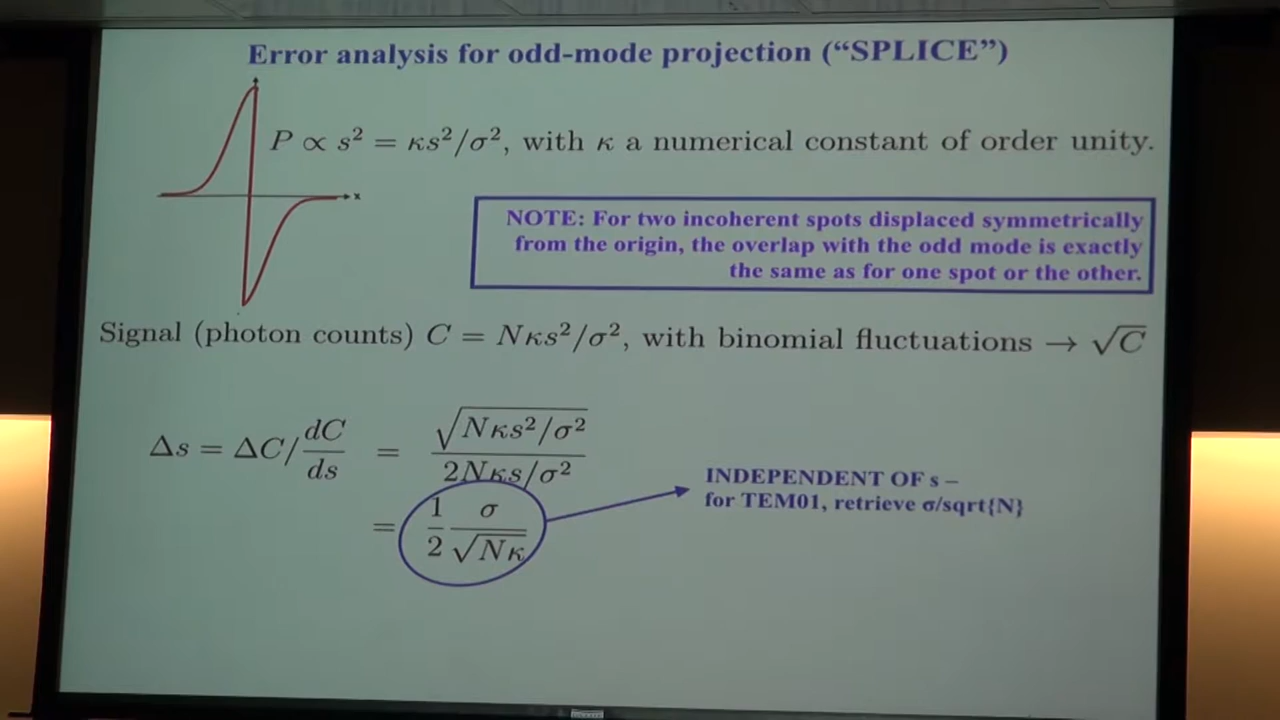 Error analysis for odd-mode projection (“SPLICE”)
P ∝ s² = κs²/σ², with κ a numerical constant of order unity.
x
NOTE: For two incoherent spots displaced symmetrically
from the origin, the overlap with the odd mode is exactly
the same as for one spot or the other.
Signal (photon counts) C = Nκs²/σ², with binomial fluctuations → √C
Δs = ΔC/ dC/ds = √(Nκs²/σ²) / 2Nκs/σ²
= 1/2 σ/√(Nκ)
INDEPENDENT OF s –
for TEM01, retrieve σ/sqrt{N}